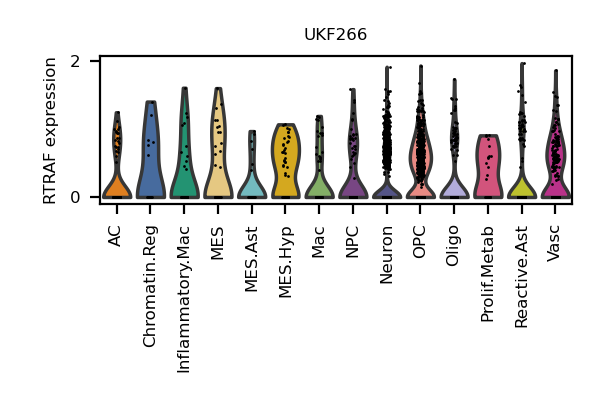 UKF266
RTRAF expression
2
0
AC
Chromatin.Reg
Inflammatory.Mac
MES
MES.Ast
MES.Hyp
Mac
NPC
Neuron
OPC
Oligo
Prolif.Metab
Reactive.Ast
Vasc